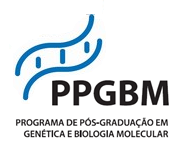 PPGBM
PROGRAMA DE PÓS-GRADUAÇÃO EM
GENÉTICA E BIOLOGIA MOLECULAR